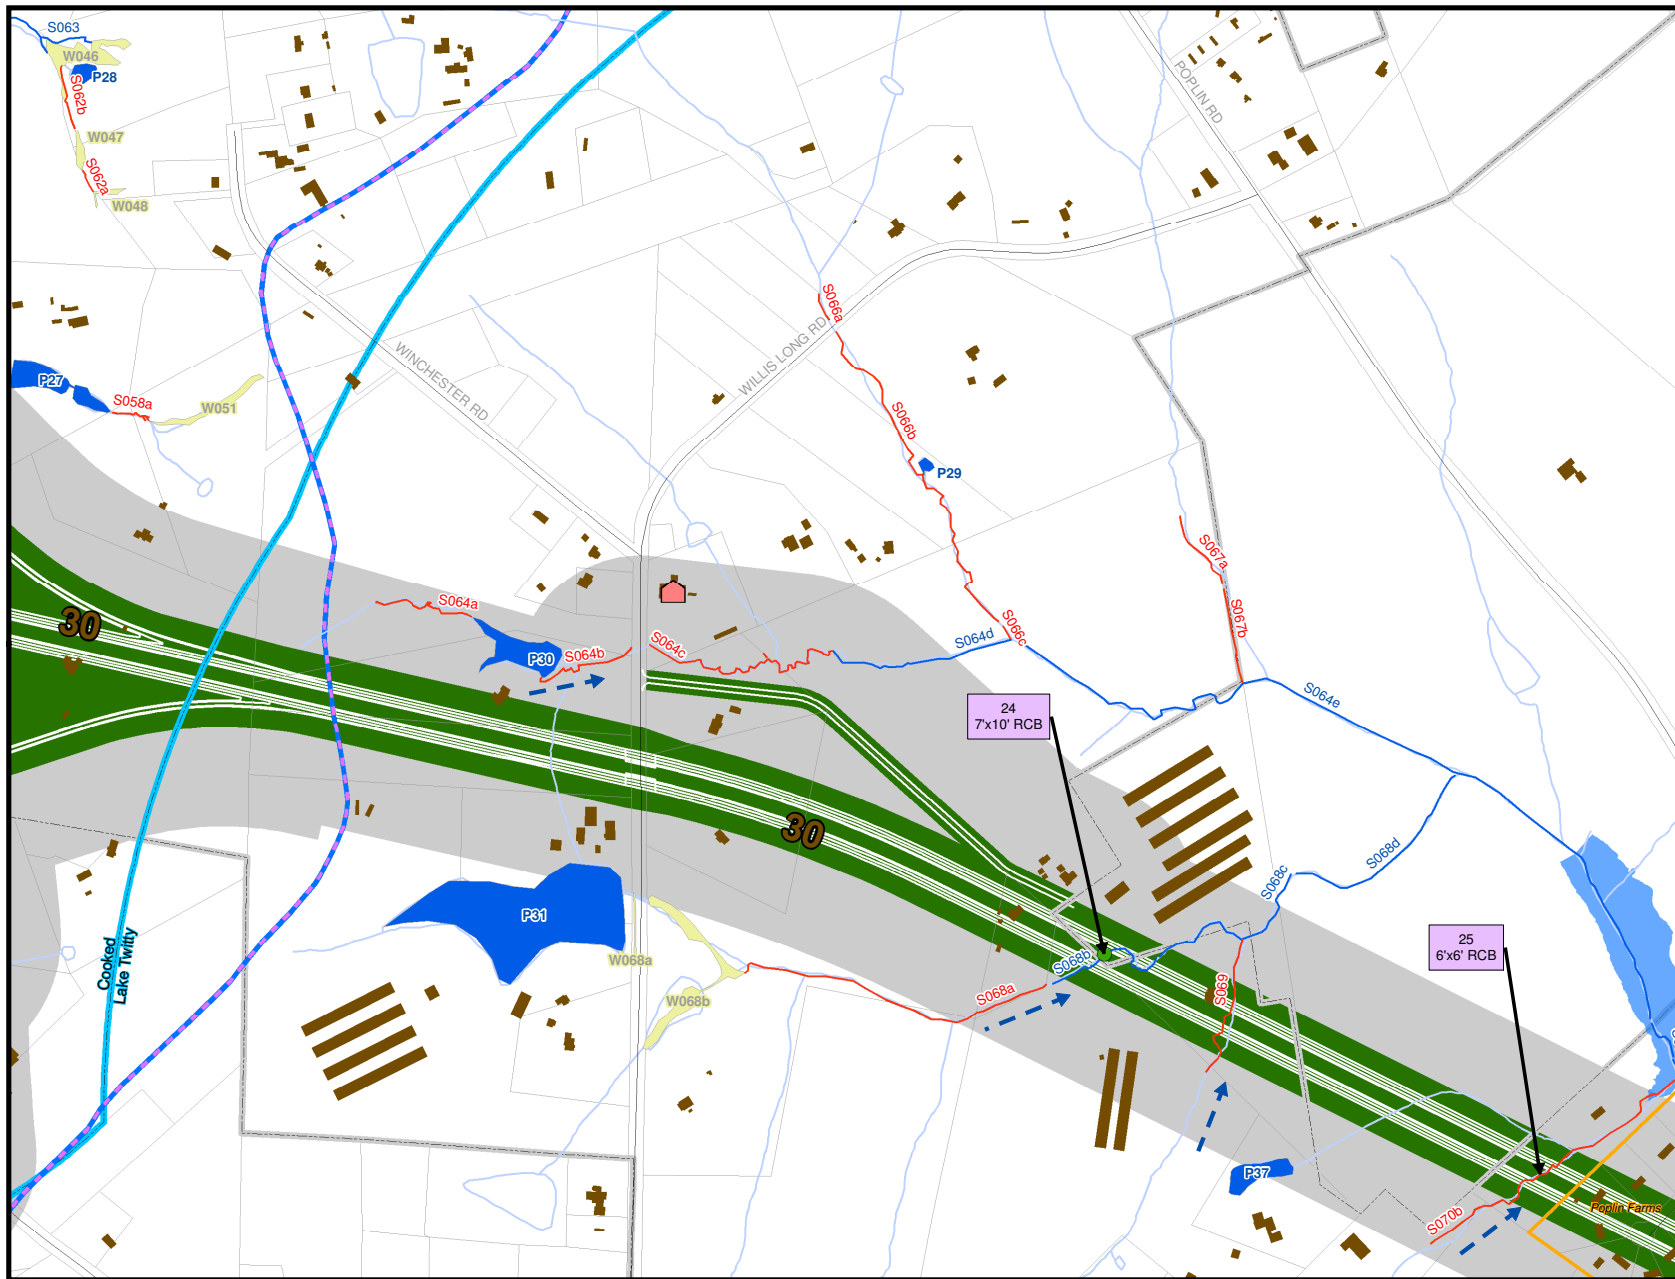 S063
W046
P28
S062b
W047
S062a
W048
POPLIN RD
S066a
WILLIS LONG RD
WINCHESTER RD
P27
S058a
W051
S066b
P29
S067a
S067b
S064a
30
S064c
S066c
S064d
P30
S064b
S064e
24
7'x10' RCB
30
S068d
S068c
P31
Cooked
Lake Twitty
W068a
S068b
25
6'x6' RCB
W068b
S068a
S069
P37
S070b
Poplin Farms